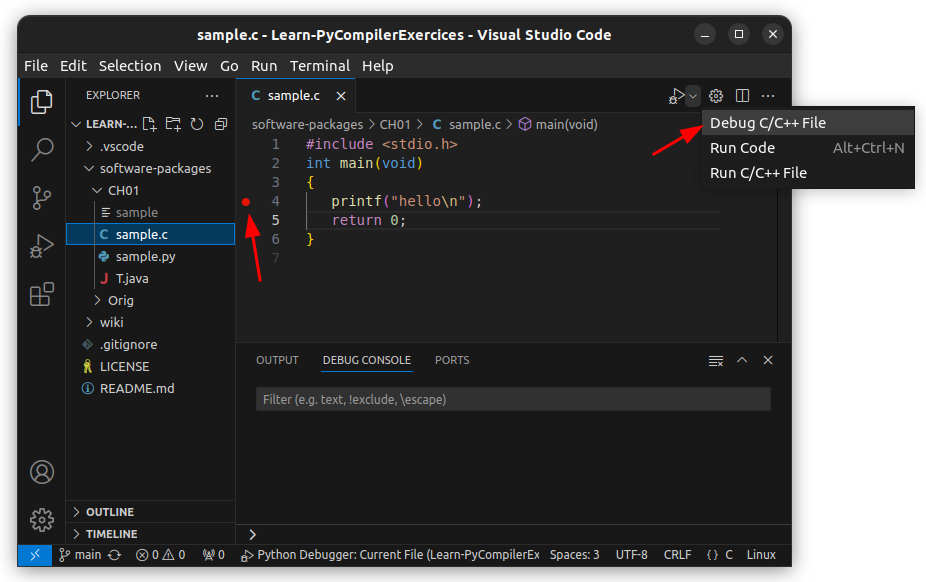 sample.c - Learn-PyCompilerExercices - Visual Studio Code
File Edit Selection View Go Run Terminal Help
EXPLORER
LEARN-...
.vscode
software-packages
CH01
sample
C sample.c
sample.py
J T.java
Orig
wiki
.gitignore
LICENSE
README.md
OUTLINE
TIMELINE
C sample.c
software-packages > CH01 > C sample.c > main(void)
1 #include <stdio.h>
2 int main(void)
3 {
4 printf("hello\n");
5 return 0;
6 }
7
Debug C/C++ File
Run Code Alt+Ctrl+N
Run C/C++ File
OUTPUT DEBUG CONSOLE PORTS
Filter (e.g. text, !exclude, \escape)
main 0 0 0 Python Debugger: Current File (Learn-PyCompilerEx Spaces: 3 UTF-8 CRLF {} C Linux